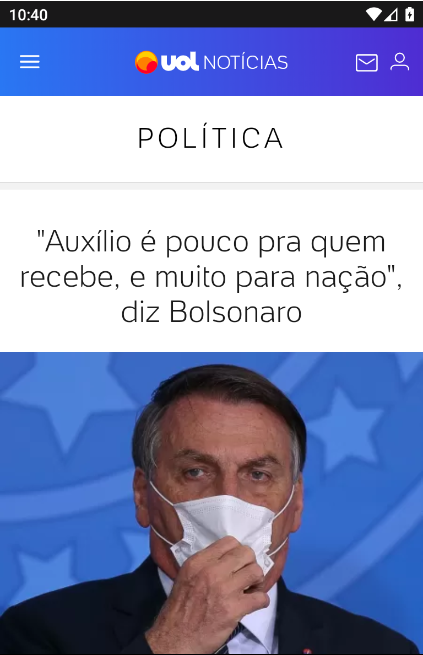 10:40
uol NOTÍCIAS
POLÍTICA
"Auxílio é pouco pra quem
recebe, e muito para nação",
diz Bolsonaro